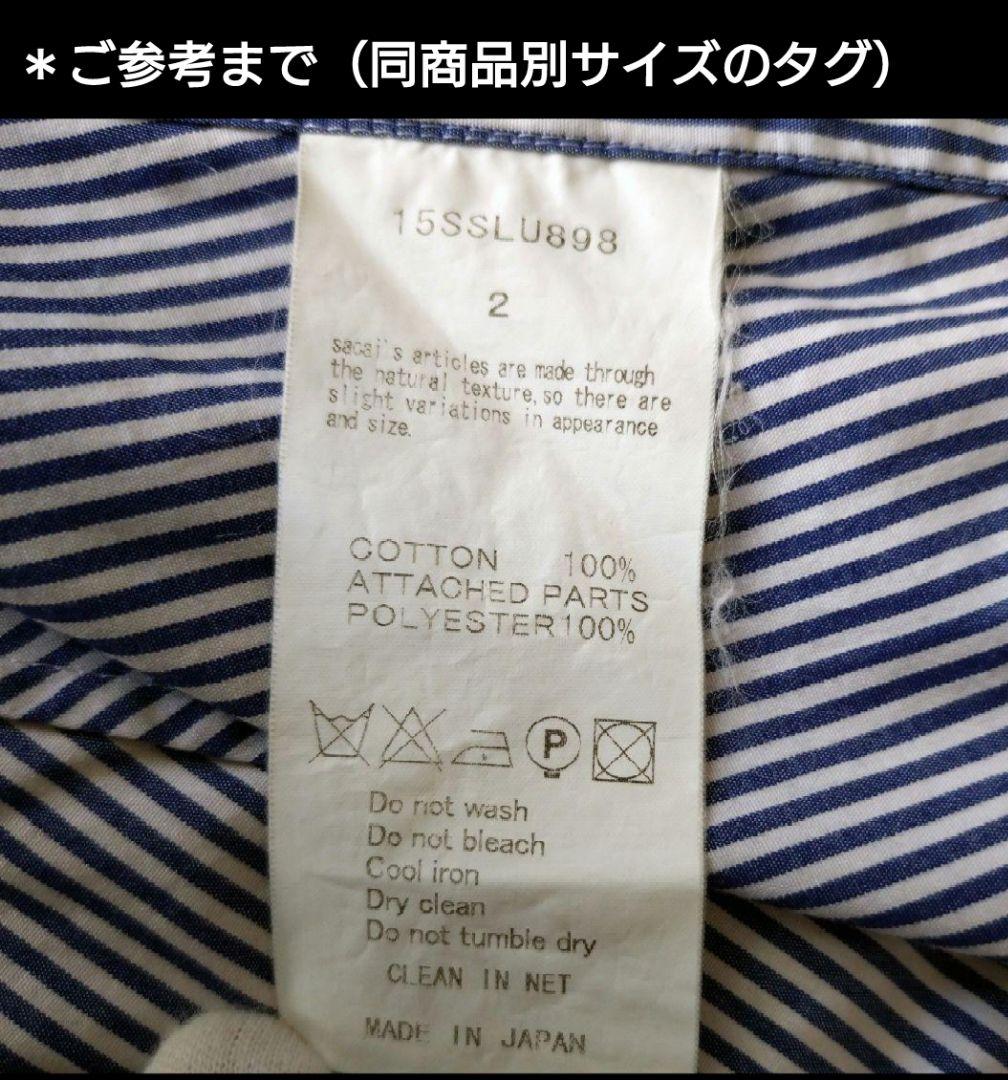 ＊ご参考まで（同商品別サイズのタグ）
15SSLU898
2
sacai's articles are made through
the natural texture, so there are
slight variations in appearance
and size.
COTTON 100%
ATTACHED PARTS
POLYESTER100%
P
Do not wash
Do not bleach
Cool iron
Dry clean
Do not tumble dry
CLEAN IN NET
MADE IN JAPAN